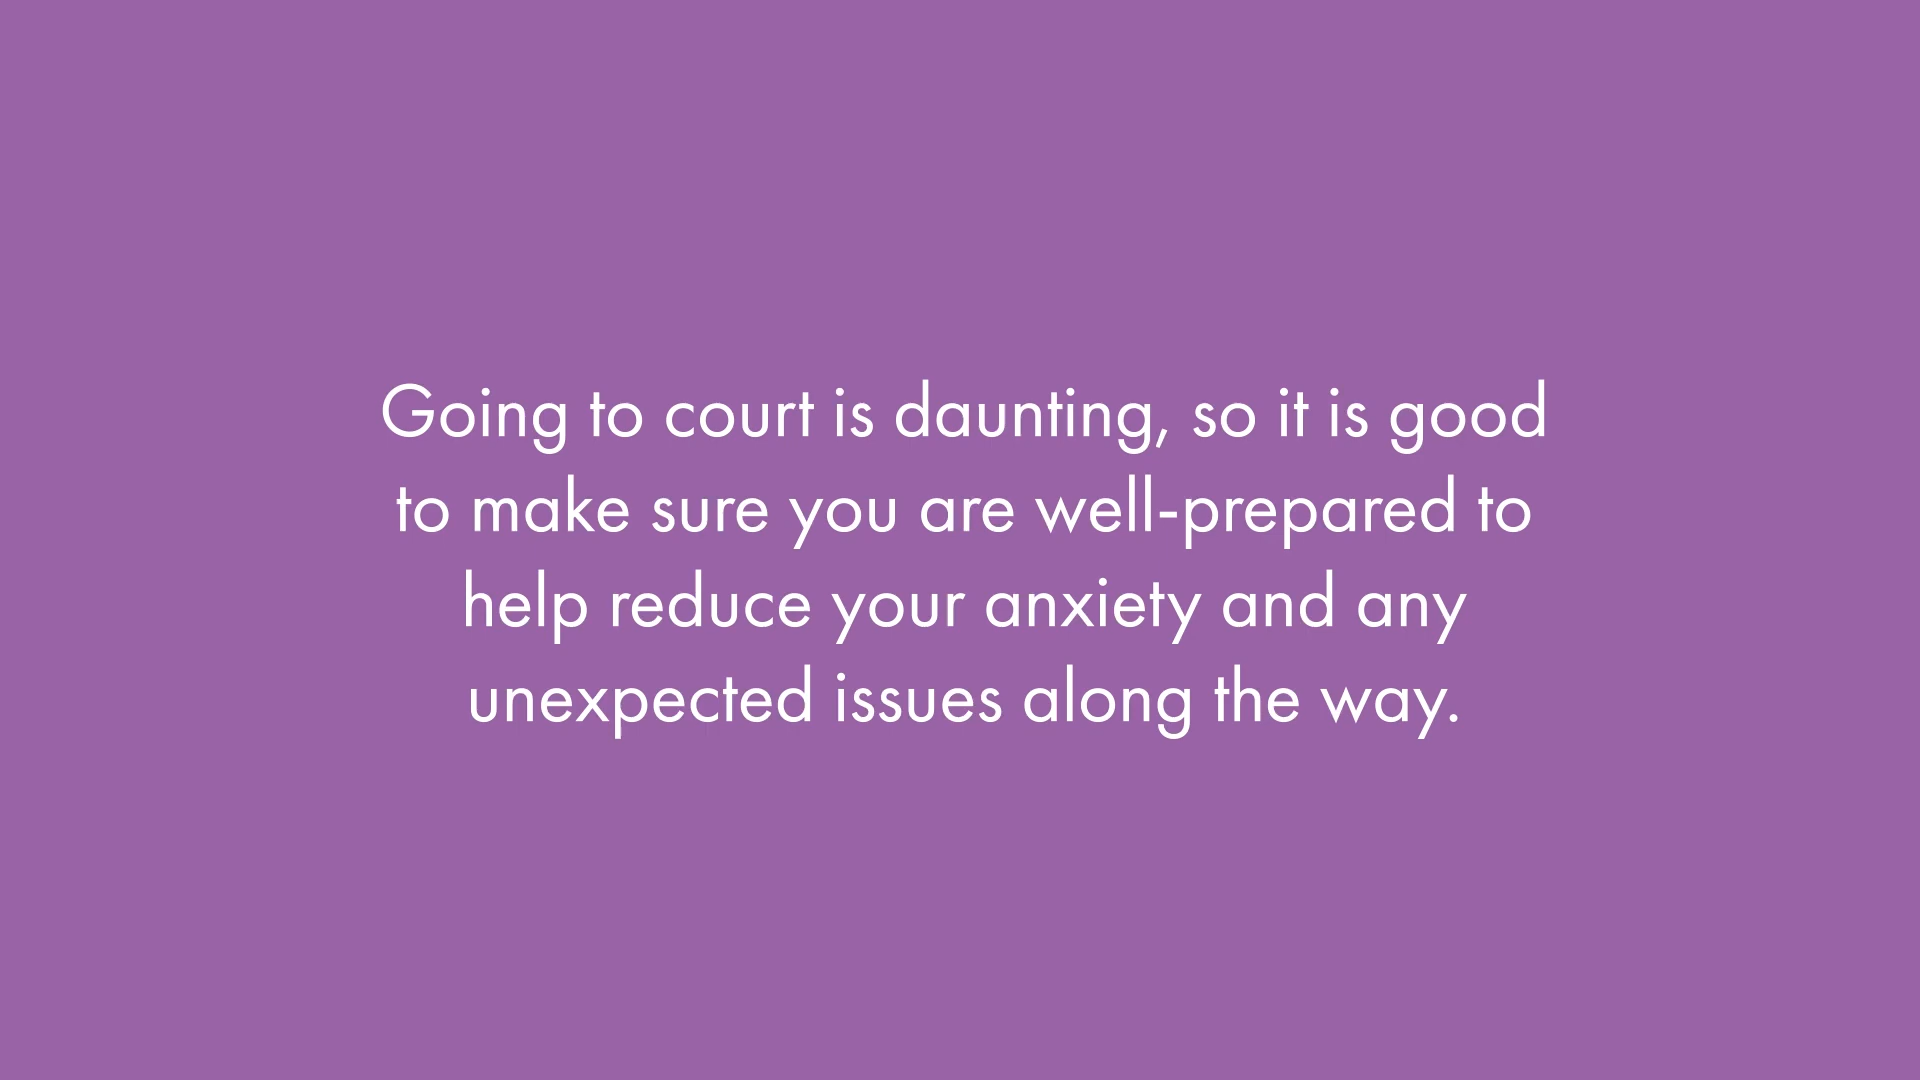 Going to court is daunting, so it is good
to make sure you are well-prepared to
help reduce your anxiety and any
unexpected issues along the way.